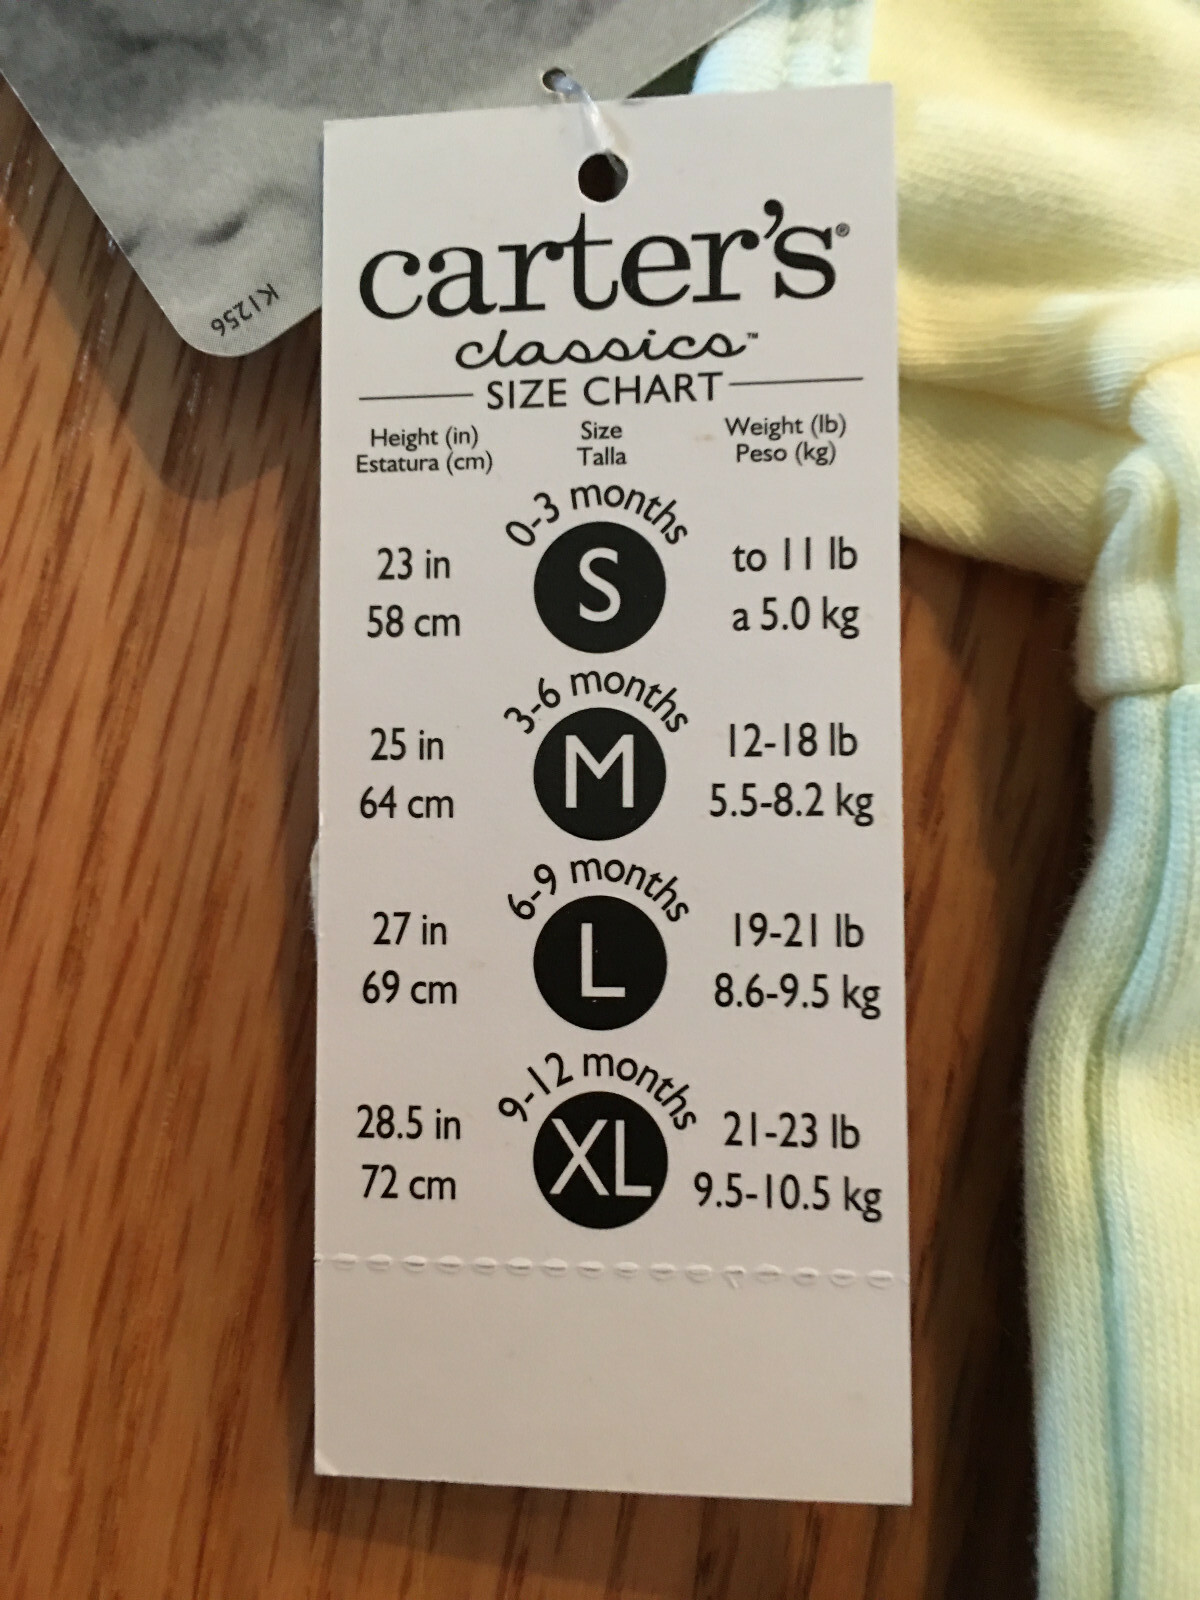 K1256
carter's®
classics™
SIZE CHART
Height (in)
Estatura (cm)
Size
Talla
Weight (lb)
Peso (kg)
0-3 months
23 in
58 cm
S
to 11 lb
a 5.0 kg
3-6 months
25 in
64 cm
M
12-18 lb
5.5-8.2 kg
6-9 months
27 in
69 cm
L
19-21 lb
8.6-9.5 kg
9-12 months
28.5 in
72 cm
XL
21-23 lb
9.5-10.5 kg